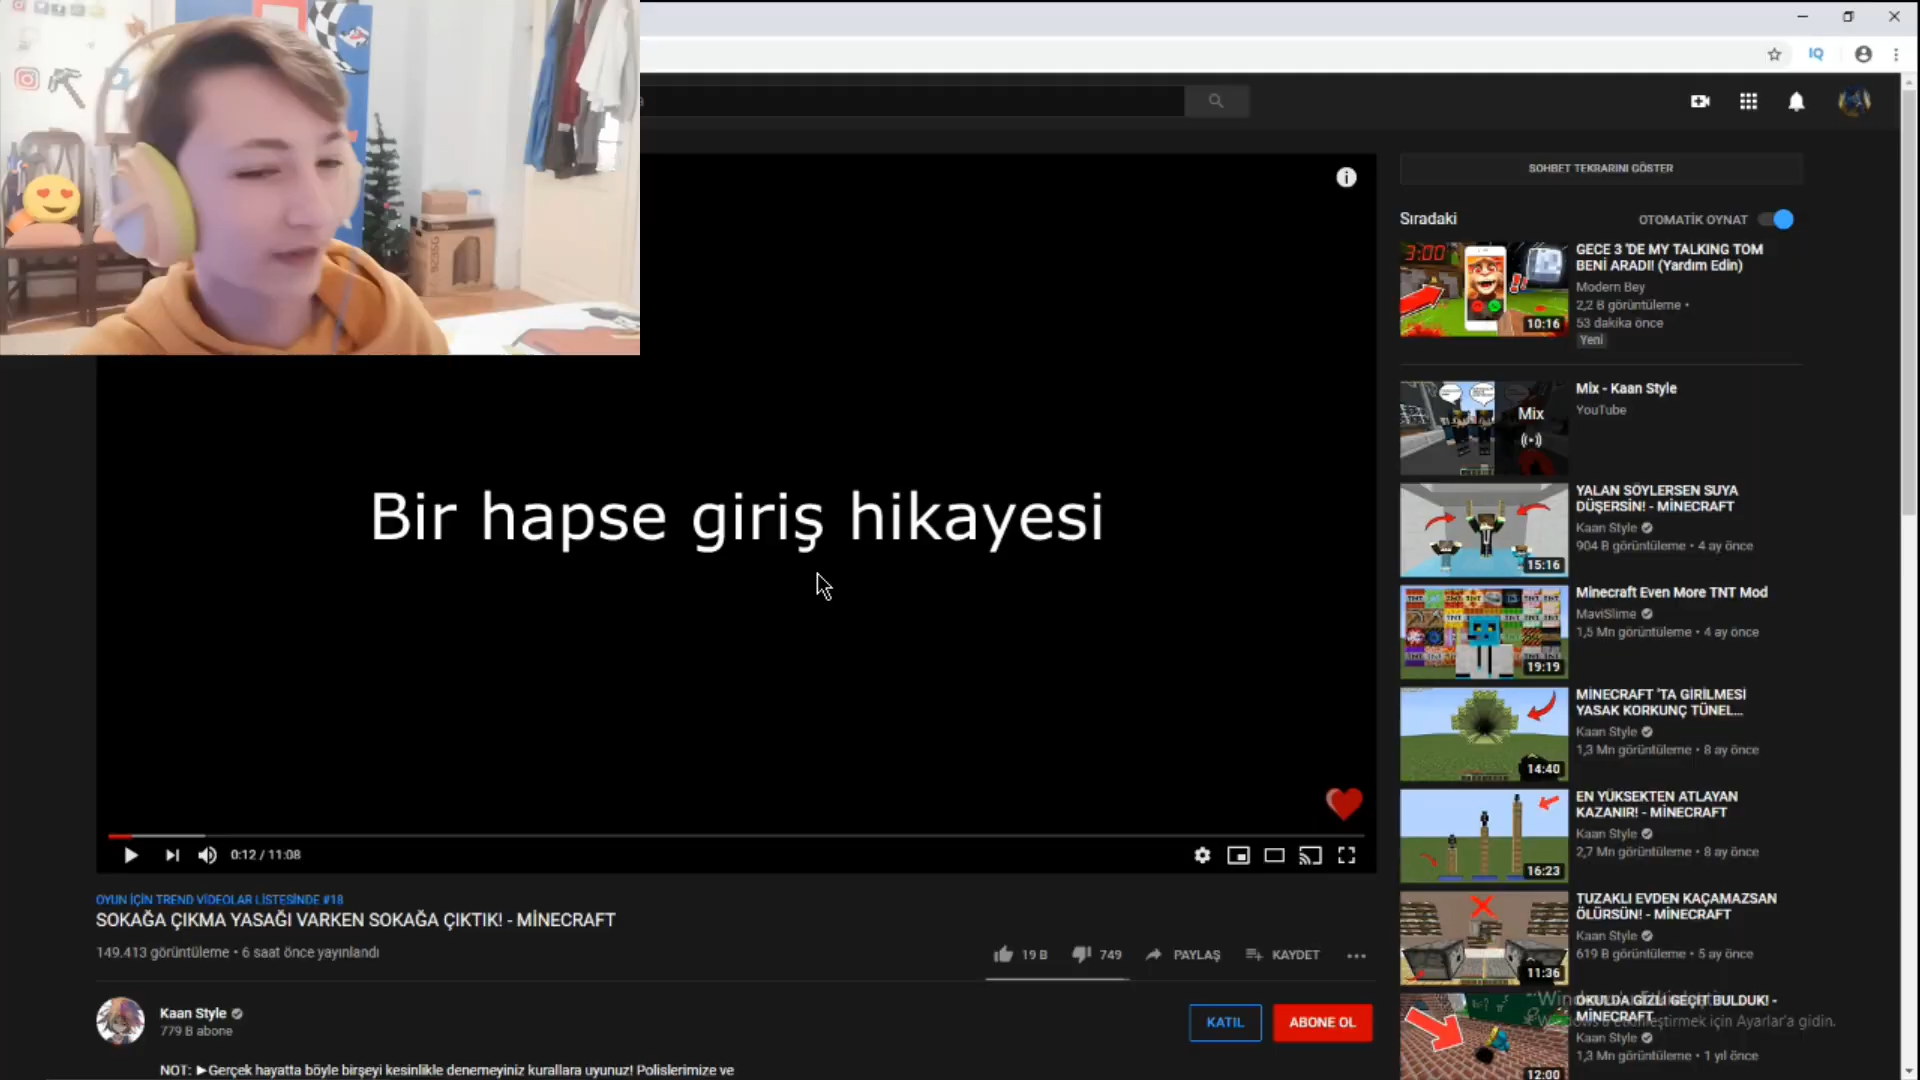 IQ
SOHBET TEKRARINI GÖSTER
Sıradaki
OTOMATİK OYNAT
3:00
10:16
GECE 3 'DE MY TALKING TOM
BENİ ARADI! (Yardım Edin)
Modern Bey
2,2 B görüntüleme •
53 dakika önce
Yeni
Mix
Mix - Kaan Style
YouTube
15:16
YALAN SÖYLERSEN SUYA
DÜŞERSİN! - MİNECRAFT
Kaan Style
904 B görüntüleme • 4 ay önce
19:19
Minecraft Even More TNT Mod
MaviSlime
1,5 Mn görüntüleme • 4 ay önce
14:40
MİNECRAFT 'TA GİRİLMESİ
YASAK KORKUNÇ TÜNEL...
Kaan Style
1,3 Mn görüntüleme • 8 ay önce
16:23
EN YÜKSEKTEN ATLAYAN
KAZANIR! - MİNECRAFT
Kaan Style
2,7 Mn görüntüleme • 8 ay önce
11:36
TUZAKLI EVDEN KAÇAMAZSAN
ÖLÜRSÜN! - MİNECRAFT
Kaan Style
619 B görüntüleme • 5 ay önce
12:00
OKULDA GİZLİ GEÇİT BULDUK! -
MİNECRAFT
Kaan Style
1,3 Mn görüntüleme • 1 yıl önce
Ayarlar'a gidin.
Bir hapse giriş hikayesi
0:12 / 11:08
OYUN İÇİN TREND VİDEOLAR LİSTESİNDE #18
SOKAĞA ÇIKMA YASAĞI VARKEN SOKAĞA ÇIKTIK! - MİNECRAFT
149.413 görüntüleme • 6 saat önce yayınlandı
19 B
749
PAYLAŞ
KAYDET
Kaan Style
779 B abone
KATIL
ABONE OL
NOT: ►Gerçek hayatta böyle birşeyi kesinlikle denemeyiniz kurallara uyunuz! Polislerimize ve